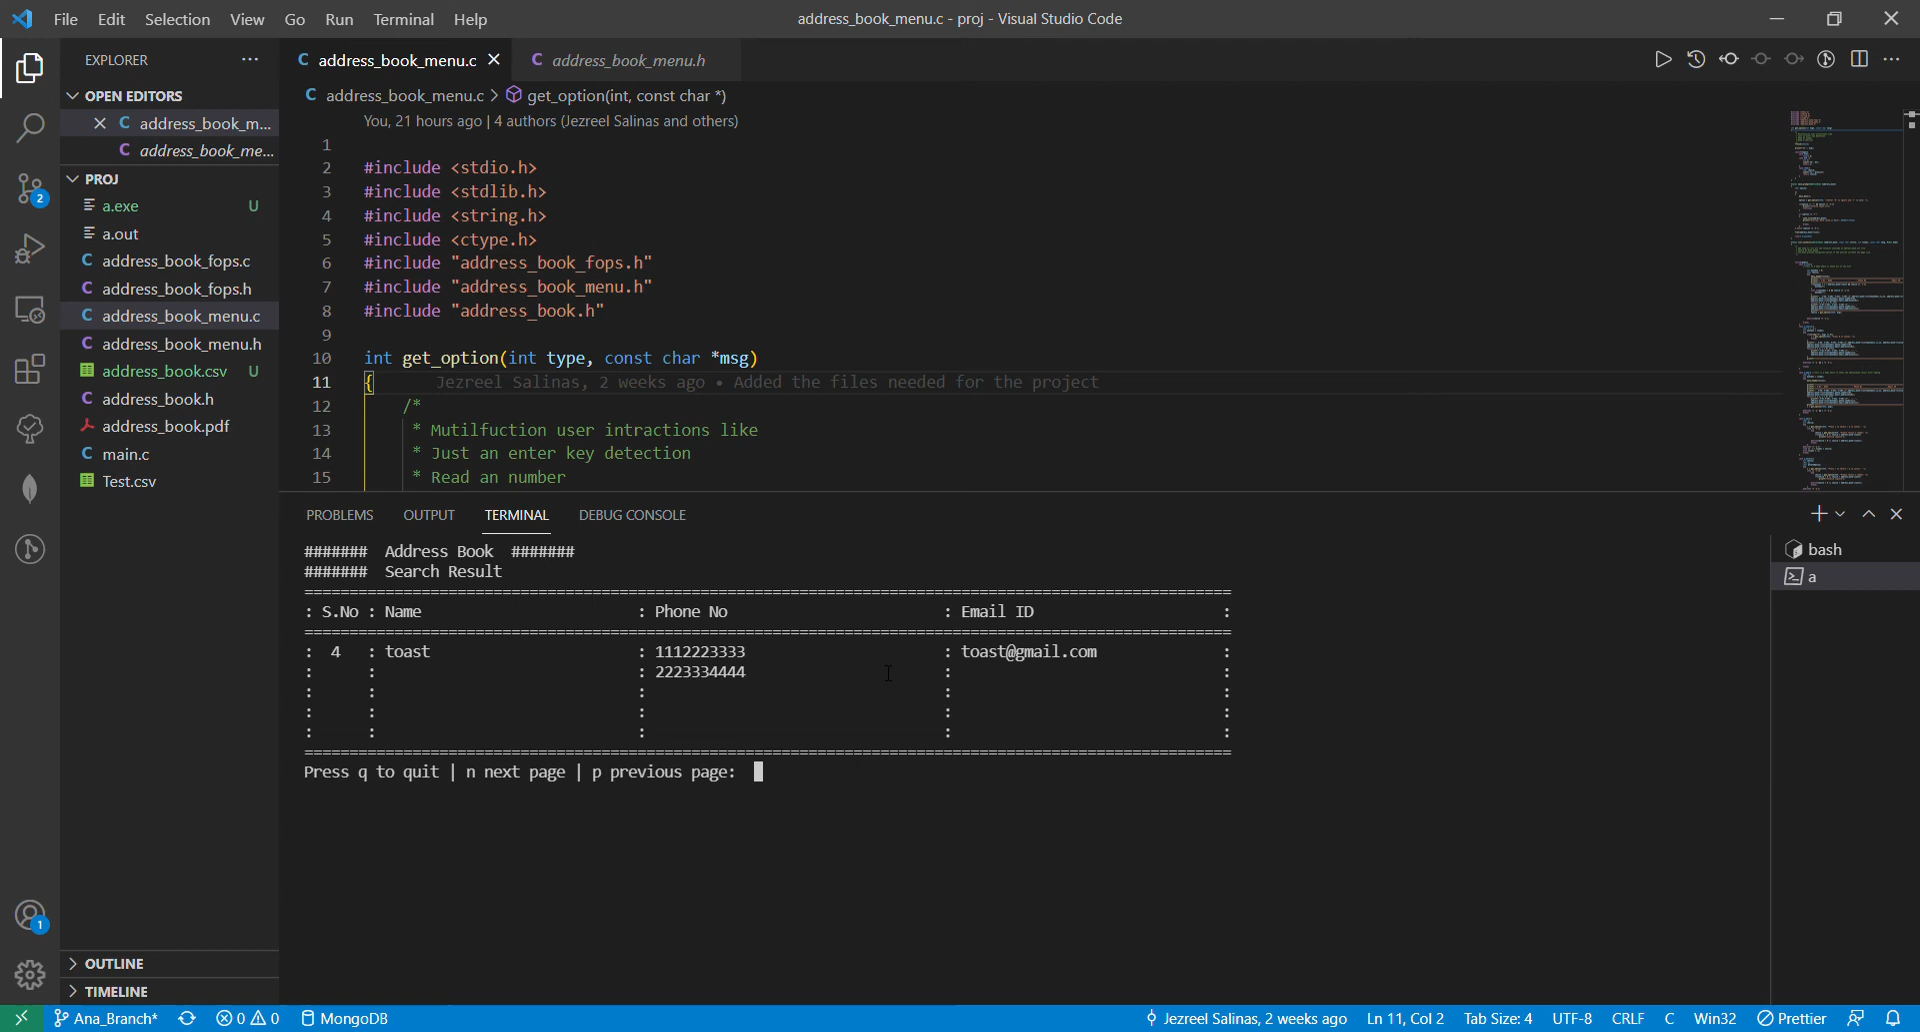 File Edit Selection View Go Run Terminal Help
address_book_menu.c - proj - Visual Studio Code
EXPLORER
OPEN EDITORS
C address_book_m...
C address_book_me...
PROJ
a.exe U
a.out
C address_book_fops.c
C address_book_fops.h
C address_book_menu.c
C address_book_menu.h
address_book.csv U
C address_book.h
address_book.pdf
C main.c
Test.csv
OUTLINE
TIMELINE
2
1
C address_book_menu.c
C address_book_menu.h
C address_book_menu.c > get_option(int, const char *)
You, 21 hours ago | 4 authors (Jezreel Salinas and others)
1
2 #include <stdio.h>
3 #include <stdlib.h>
4 #include <string.h>
5 #include <ctype.h>
6 #include "address_book_fops.h"
7 #include "address_book_menu.h"
8 #include "address_book.h"
9
10 int get_option(int type, const char *msg)
11 { Jezreel Salinas, 2 weeks ago • Added the files needed for the project
12 /*
13 * Mutilfuction user intractions like
14 * Just an enter key detection
15 * Read an number
PROBLEMS OUTPUT TERMINAL DEBUG CONSOLE
####### Address Book #######
####### Search Result
: S.No : Name : Phone No : Email ID :
: 4 : toast : 1112223333 : toast@gmail.com :
: : : 2223334444 : :
: : : : :
: : : : :
: : : : :
Press q to quit | n next page | p previous page:
bash
a
Ana_Branch* 0 0 MongoDB
Jezreel Salinas, 2 weeks ago Ln 11, Col 2 Tab Size: 4 UTF-8 CRLF C Win32 Prettier